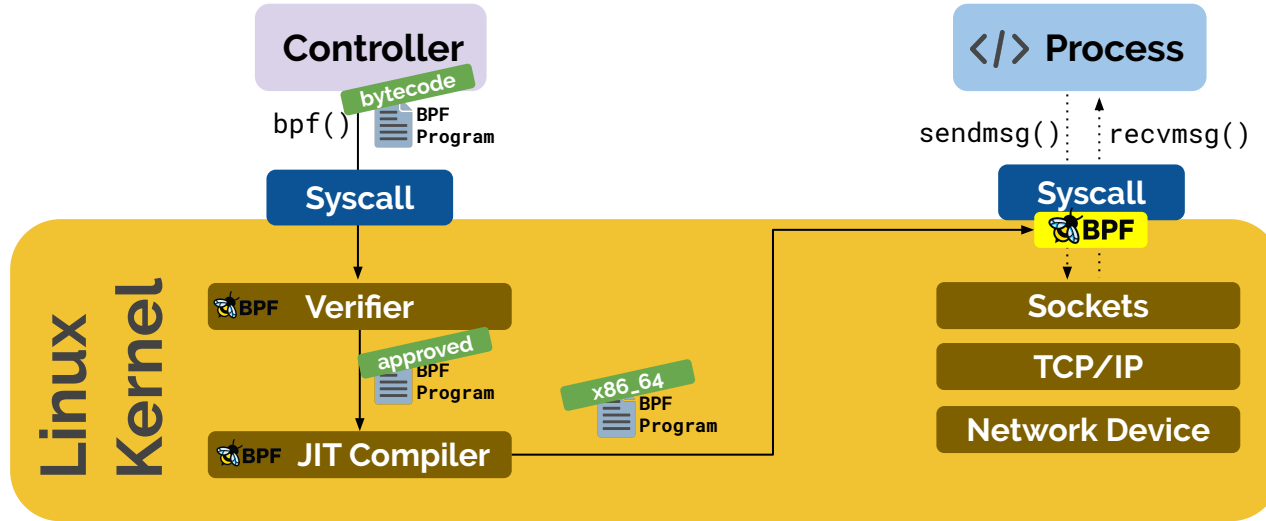 Controller
bytecode
bpf()
BPF
Program
Syscall
</> Process
sendmsg()
recvmsg()
Syscall
BPF
Linux
Kernel
BPF
Verifier
approved
BPF
Program
x86_64
BPF
Program
BPF
JIT Compiler
Sockets
TCP/IP
Network Device